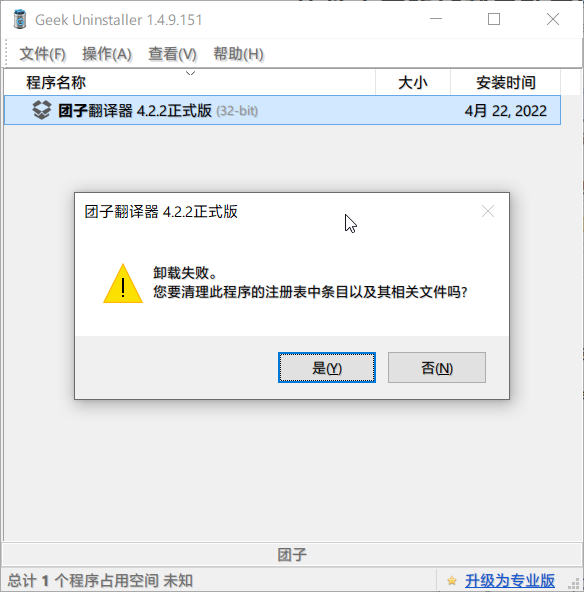 Geek Uninstaller 1.4.9.151
文件(F) 操作(A) 查看(V) 帮助(H)
程序名称 大小 安装时间
团子翻译器 4.2.2正式版 (32-bit) 4月 22, 2022
团子翻译器 4.2.2正式版
卸载失败。
您要清理此程序的注册表中条目以及其相关文件吗?
是(Y) 否(N)
团子
总计 1 个程序占用空间 未知 升级为专业版